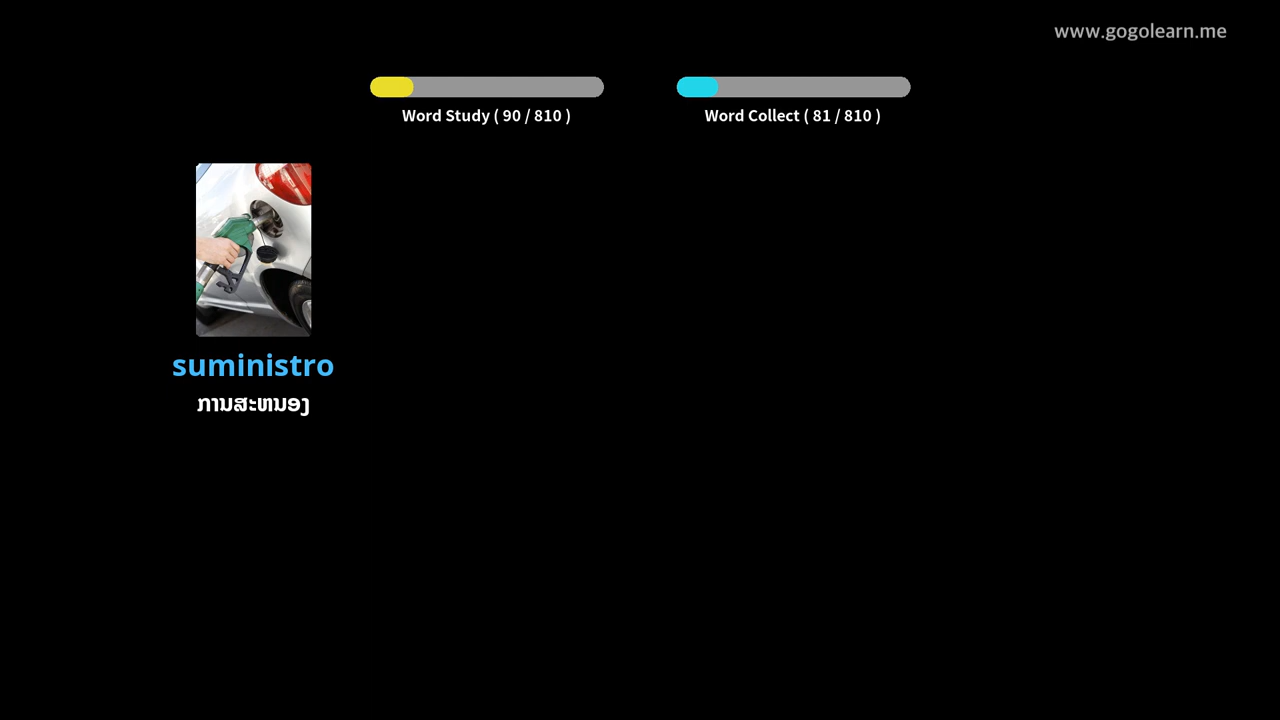 www.gogolearn.me
Word Study ( 90 / 810 )
Word Collect ( 81 / 810 )
suministro
ການສະຫນອງ